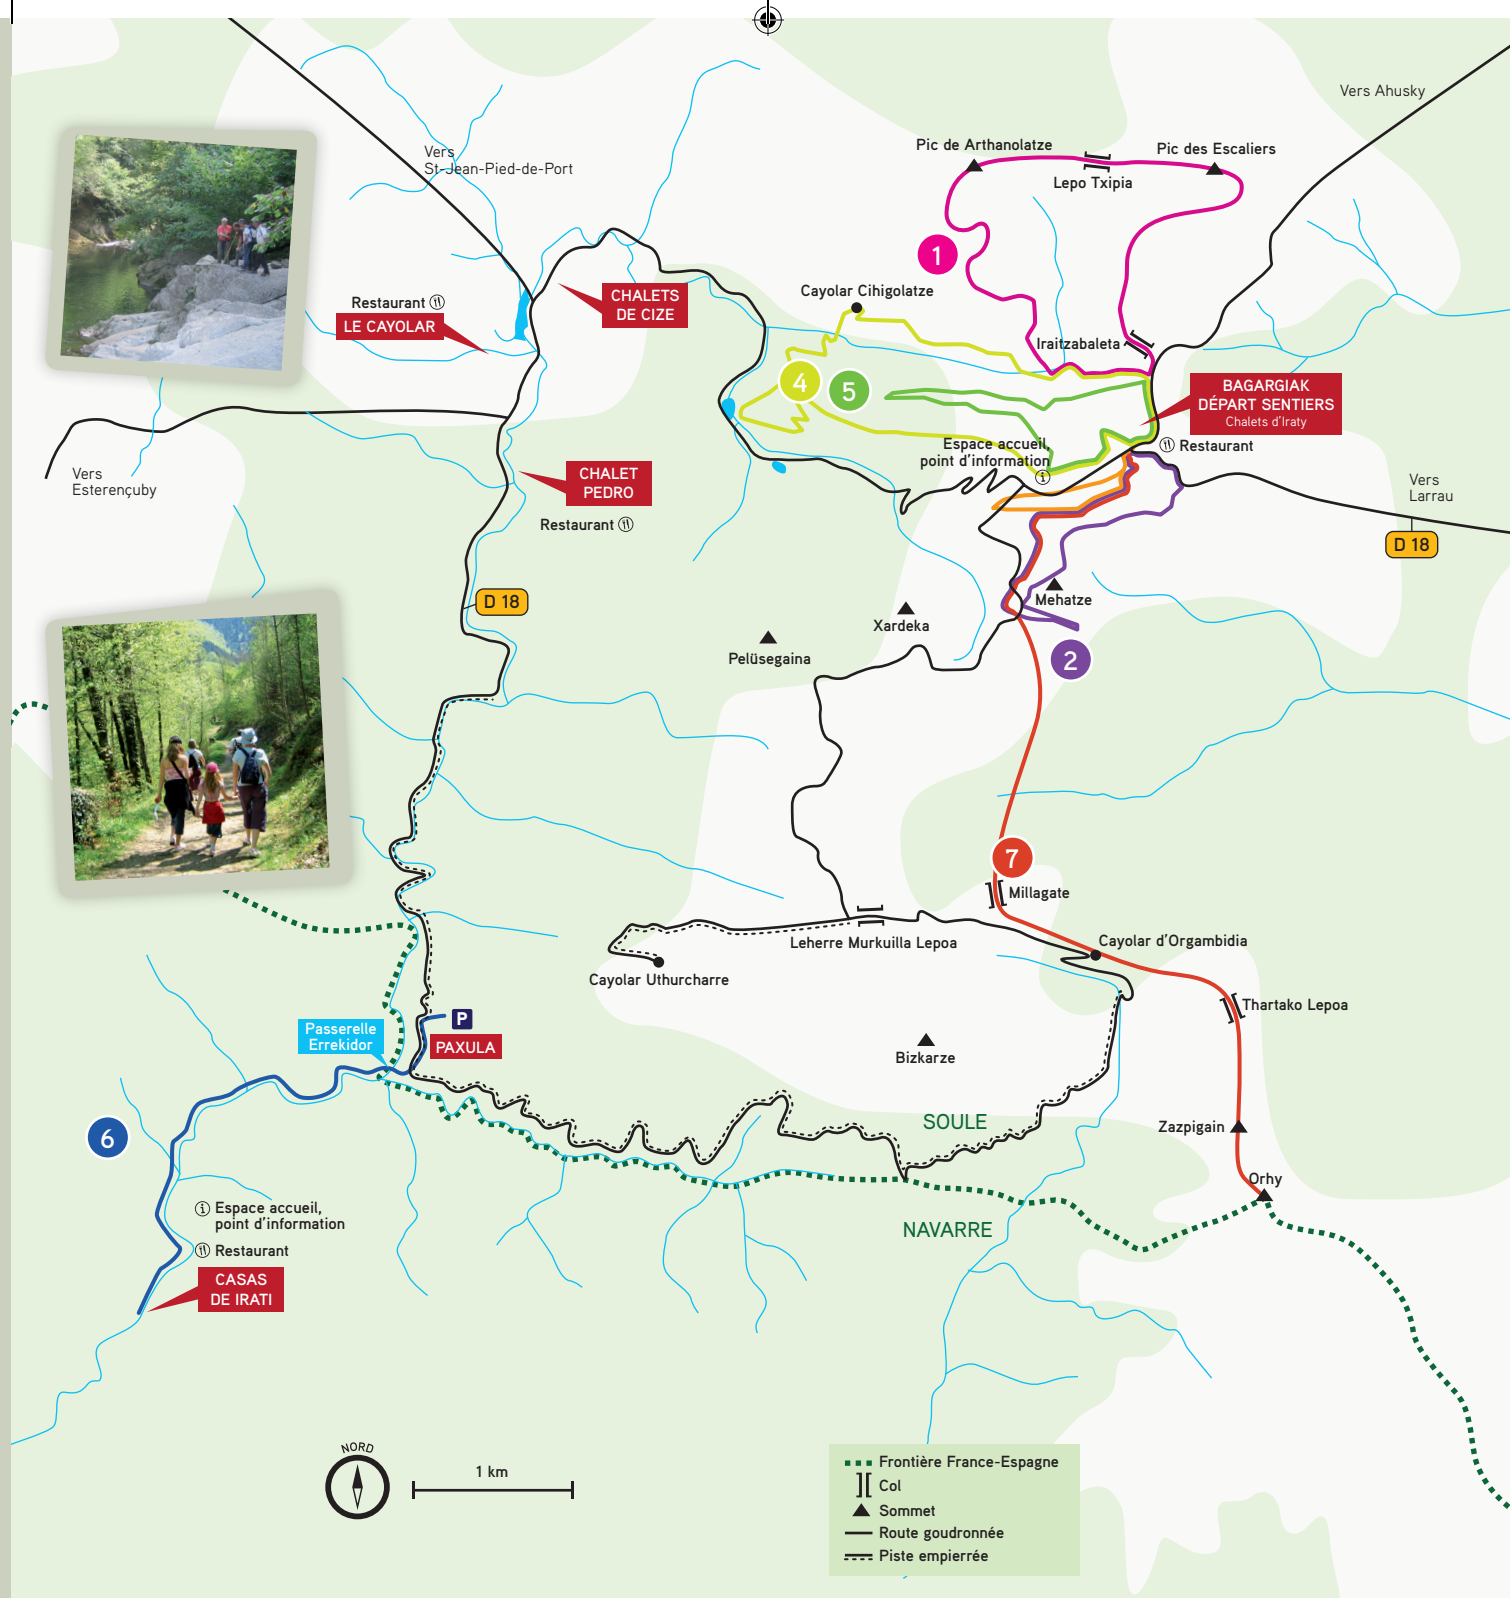 Vers Ahusky
Pic de Arthanolatze
Pic des Escaliers
Vers
St-Jean-Pied-de-Port
Lepo Txipia
1
Restaurant
LE CAYOLAR
CHALETS
DE CIZE
Cayolar Cihigolatze
Iraitzabaleta
4
5
BAGARGIAK
DÉPART SENTIERS
Chalets d'Iraty
Espace accueil,
point d'information
Restaurant
Vers
Esterençuby
CHALET
PEDRO
Restaurant
Vers
Larrau
D 18
D 18
Mehatze
Xardeka
Pelüsegaina
2
7
Millagate
Leherre Murkuilla Lepoa
Cayolar d'Orgambidia
Cayolar Uthurcharre
Thartako Lepoa
Passerelle
Errekidor
P
PAXULA
Bizkarze
6
SOULE
Zazpigain
Orhy
Espace accueil,
point d'information
NAVARRE
Restaurant
CASAS
DE IRATI
NORD
1 km
Frontière France-Espagne
Col
Sommet
Route goudronnée
Piste empierrée